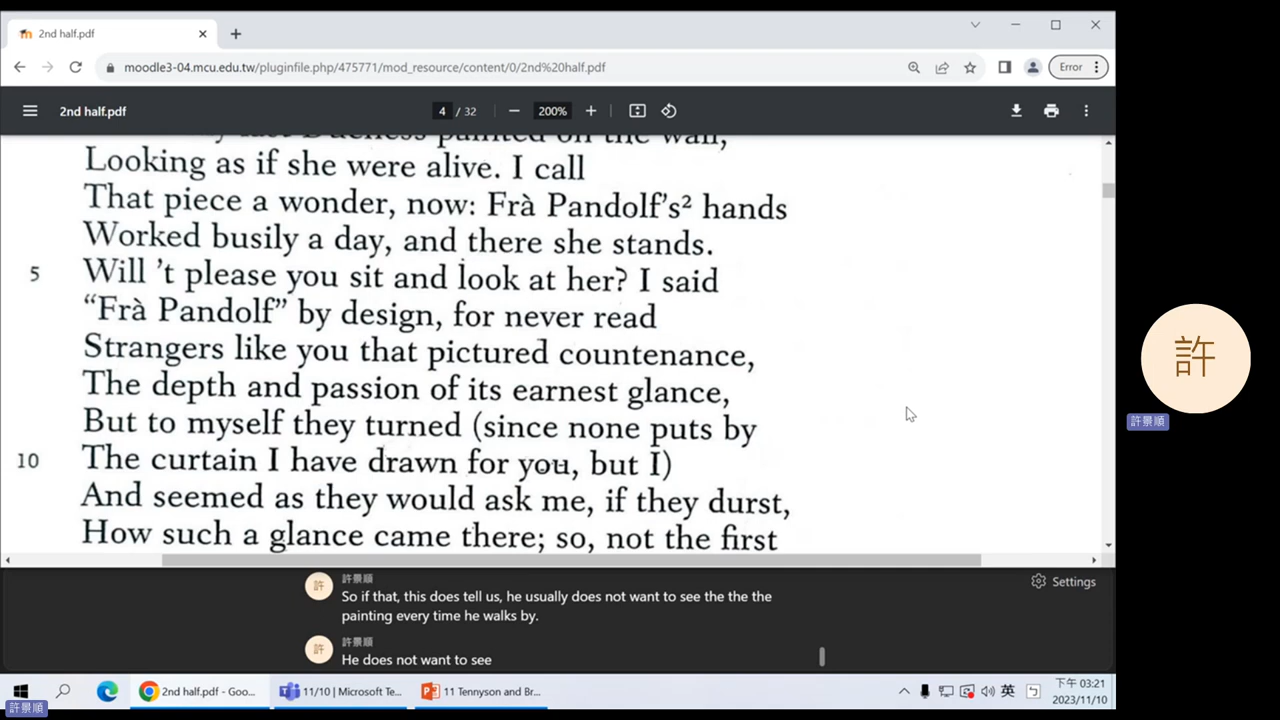 2nd half.pdf
moodle3-04.mcu.edu.tw/pluginfile.php/475771/mod_resource/content/0/2nd%20half.pdf
Error
2nd half.pdf
4 / 32
200%
Duchess painted on the wall,
Looking as if she were alive. I call
That piece a wonder, now: Frà Pandolf's² hands
Worked busily a day, and there she stands.
5 Will 't please you sit and look at her? I said
“Frà Pandolf” by design, for never read
Strangers like you that pictured countenance,
The depth and passion of its earnest glance,
But to myself they turned (since none puts by
10 The curtain I have drawn for you, but I)
And seemed as they would ask me, if they durst,
How such a glance came there; so, not the first
許
許景順
許
許景順
So if that, this does tell us, he usually does not want to see the the the
painting every time he walks by.
Settings
許
許景順
He does not want to see
2nd half.pdf - Goo...
11/10 | Microsoft Te...
11 Tennyson and Br...
英
下午 03:21
2023/11/10
許景順